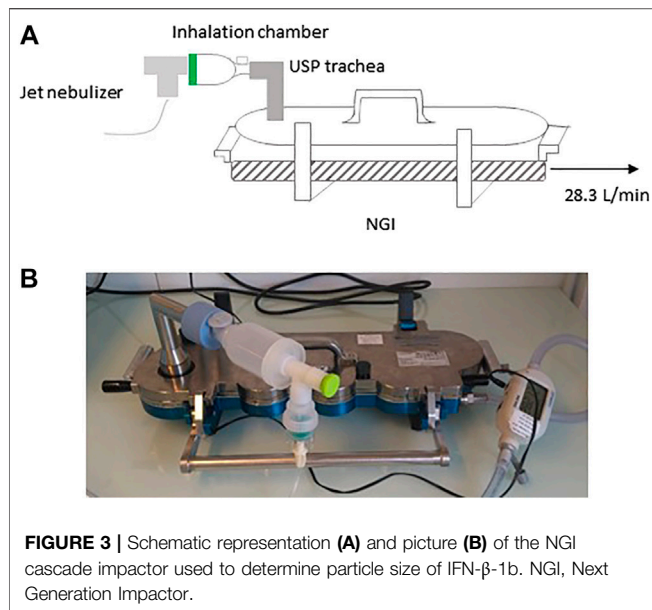 A
Inhalation chamber
USP trachea
Jet nebulizer
28.3 L/min
NGI
B
FIGURE 3 | Schematic representation (A) and picture (B) of the NGI
cascade impactor used to determine particle size of IFN-β-1b. NGI, Next
Generation Impactor.